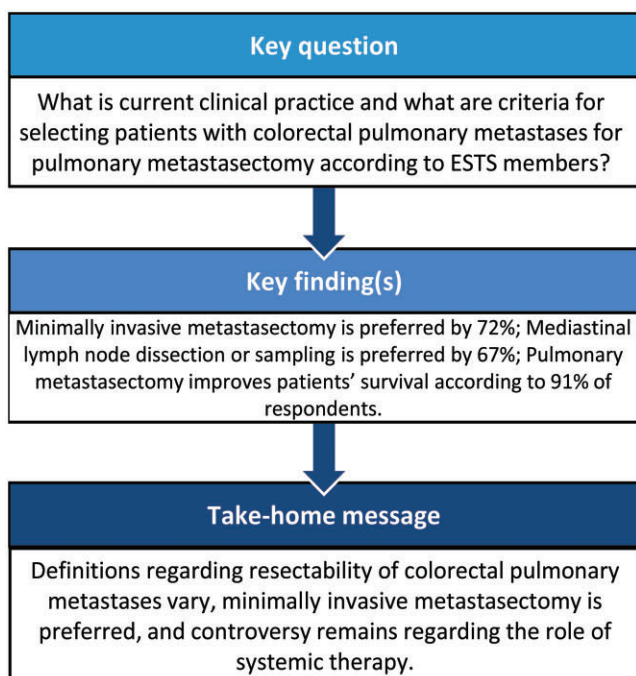 Key question
What is current clinical practice and what are criteria for
selecting patients with colorectal pulmonary metastases for
pulmonary metastasectomy according to ESTS members?
Key finding(s)
Minimally invasive metastasectomy is preferred by 72%; Mediastinal
lymph node dissection or sampling is preferred by 67%; Pulmonary
metastasectomy improves patients’ survival according to 91% of
respondents.
Take-home message
Definitions regarding resectability of colorectal pulmonary
metastases vary, minimally invasive metastasectomy is
preferred, and controversy remains regarding the role of
systemic therapy.